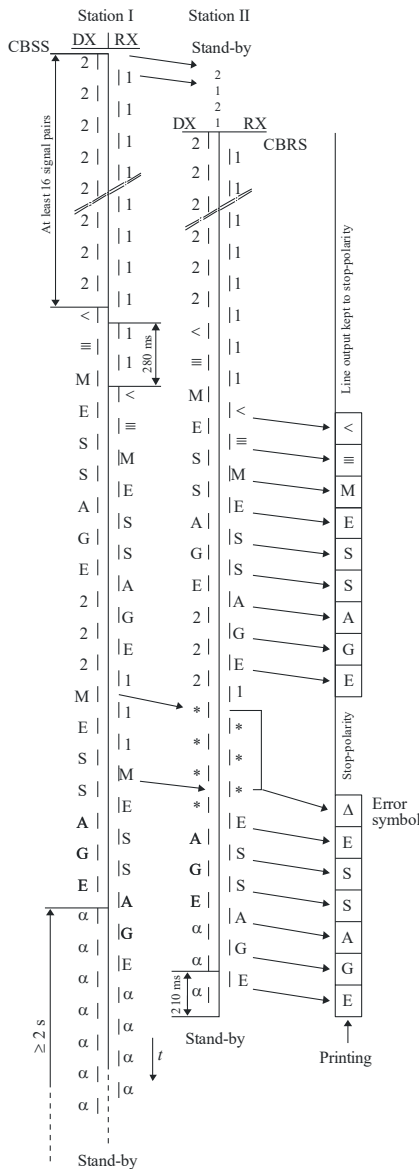 Station I
Station II
CBSS
DX
RX
Stand-by
2
1
2
1
DX
RX
CBRS
At least 16 signal pairs
2
2
2
2
2
2
2
2
<
≡
M
E
S
S
A
G
E
2
2
2
M
E
S
S
A
G
E
α
α
α
α
α
α
α
≥ 2 s
Stand-by
1
1
1
1
1
1
1
1
1
1
280 ms
<
≡
M
E
S
S
A
G
E
1
1
1
M
E
S
S
A
G
E
α
α
α
α
t
2
2
2
2
2
2
<
≡
M
E
S
S
A
G
E
2
2
2
*
*
*
*
A
G
E
α
α
α
210 ms
Stand-by
1
1
1
1
1
1
1
1
<
≡
M
E
S
S
A
G
E
1
*
*
*
E
S
S
A
G
E
Line output kept to stop-polarity
<
≡
M
E
S
S
A
G
E
Stop-polarity
Δ
Error
symbol
E
S
S
A
G
E
Printing